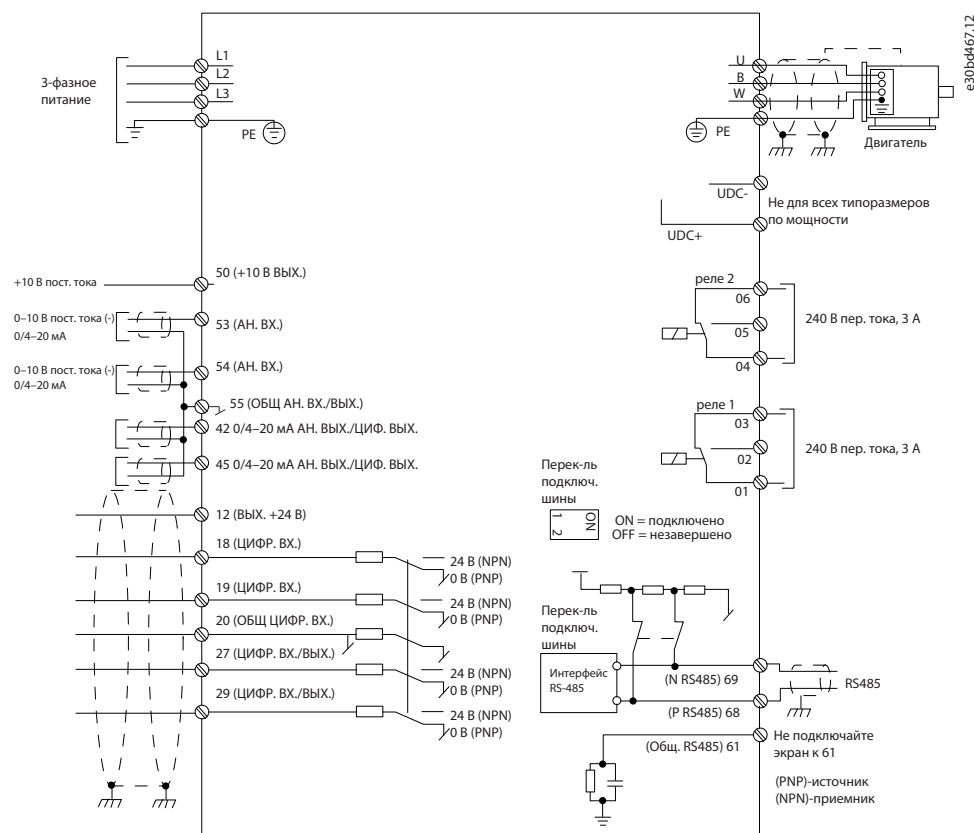 e30bd467.12
3-фазное
питание
L1
L2
L3
PE
U
В
W
PE
Двигатель
UDC-
Не для всех типоразмеров
по мощности
UDC+
+10 В пост. тока
50 (+10 В ВЫХ.)
0–10 В пост. тока (-)
0/4–20 мА
53 (АН. ВХ.)
0–10 В пост. тока (-)
0/4–20 мА
54 (АН. ВХ.)
55 (ОБЩ АН. ВХ./ВЫХ.)
42 0/4–20 мА АН. ВЫХ./ЦИФ. ВЫХ.
45 0/4–20 мА АН. ВЫХ./ЦИФ. ВЫХ.
12 (ВЫХ. +24 В)
18 (ЦИФР. ВХ.)
24 В (NPN)
0 В (PNP)
19 (ЦИФР. ВХ.)
24 В (NPN)
0 В (PNP)
20 (ОБЩ ЦИФР. ВХ.)
27 (ЦИФР. ВХ./ВЫХ.)
24 В (NPN)
0 В (PNP)
29 (ЦИФР. ВХ./ВЫХ.)
24 В (NPN)
0 В (PNP)
реле 2
06
05
04
240 В пер. тока, 3 А
реле 1
03
02
01
240 В пер. тока, 3 А
Перек-ль
подключ.
шины
ON
1 2
ON = подключено
OFF = незавершено
Перек-ль
подключ.
шины
Интерфейс
RS-485
(N RS485) 69
RS485
(P RS485) 68
(Общ. RS485) 61
Не подключайте
экран к 61
(PNP)-источник
(NPN)-приемник